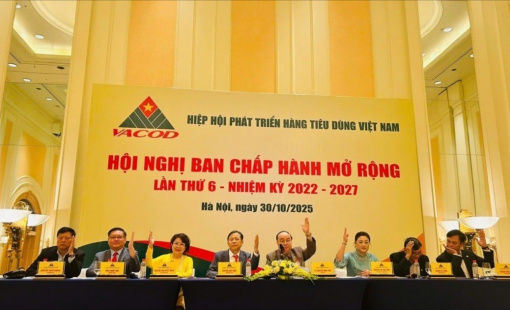 VACOD
HIỆP HỘI PHÁT TRIỂN HÀNG TIÊU DÙNG VIỆT NAM
HỘI NGHỊ BAN CHẤP HÀNH MỞ RỘNG
LẦN THỨ 6 - NHIỆM KỲ 2022 - 2027
Hà Nội, ngày 30/10/2025